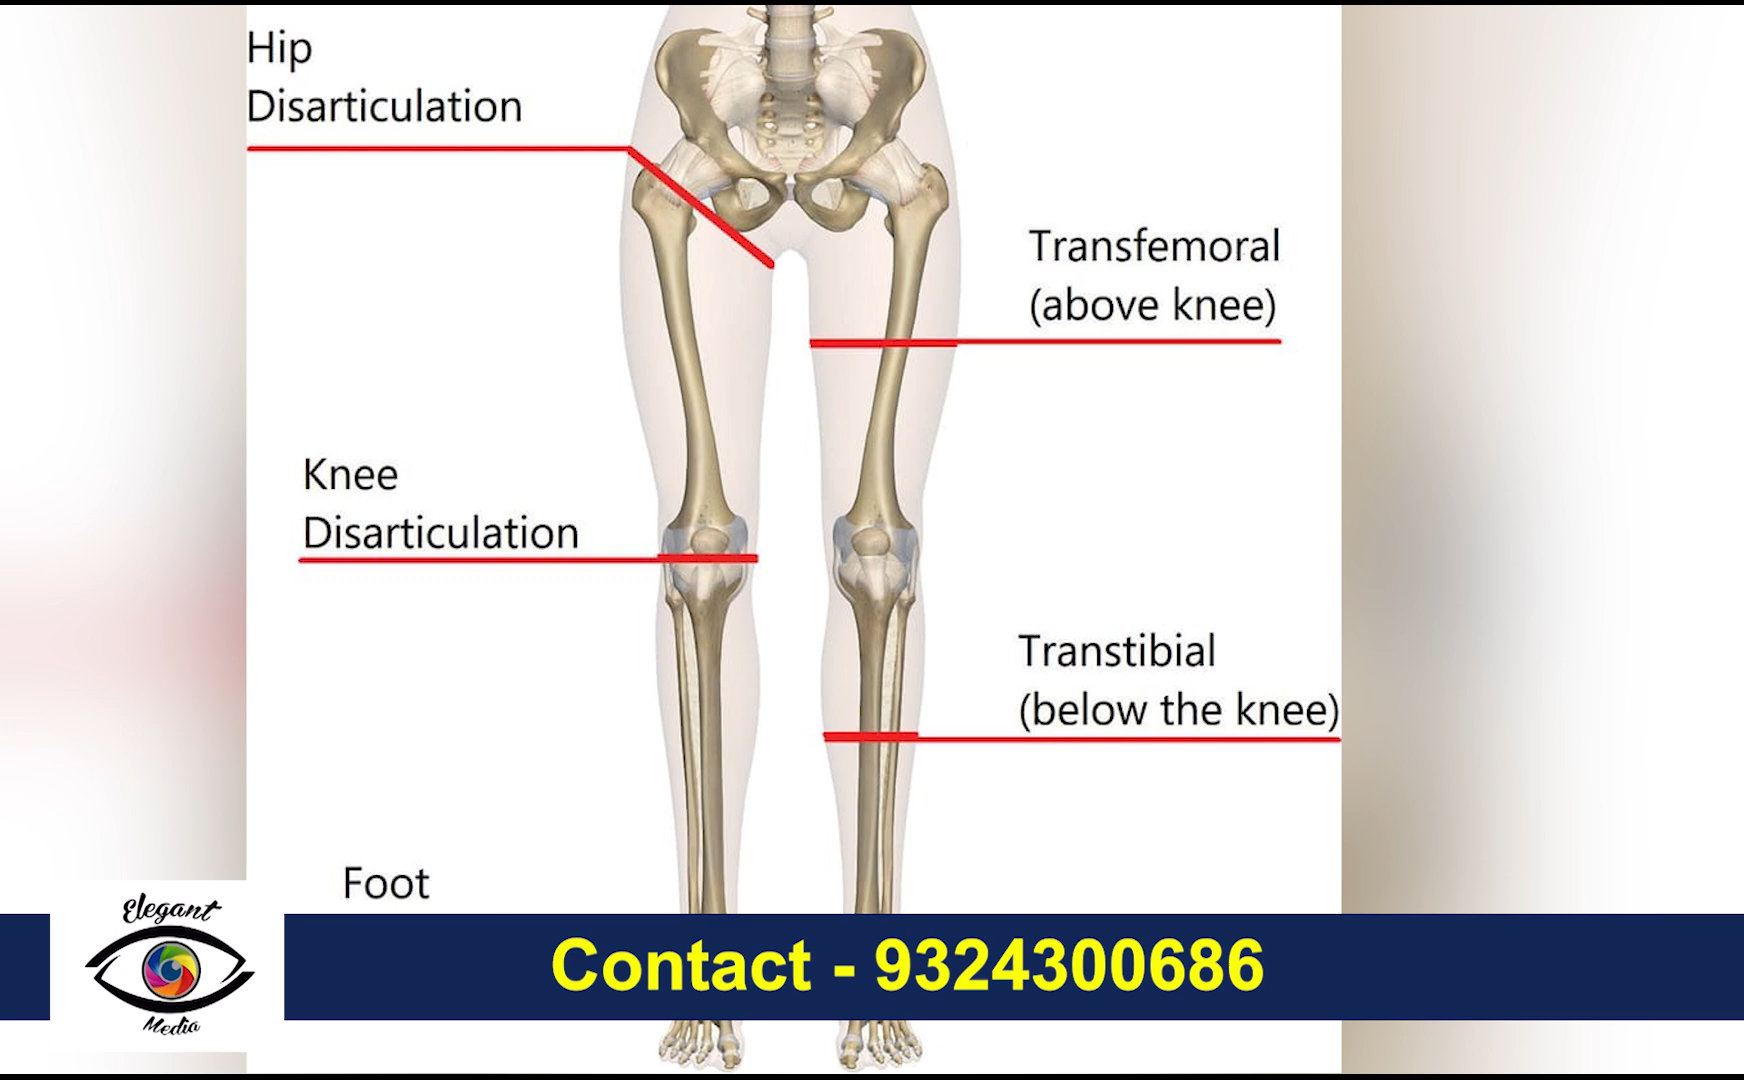 Hip
Disarticulation
Transfemoral
(above knee)
Knee
Disarticulation
Transtibial
(below the knee)
Foot
Elegant
Media
Contact - 9324300686